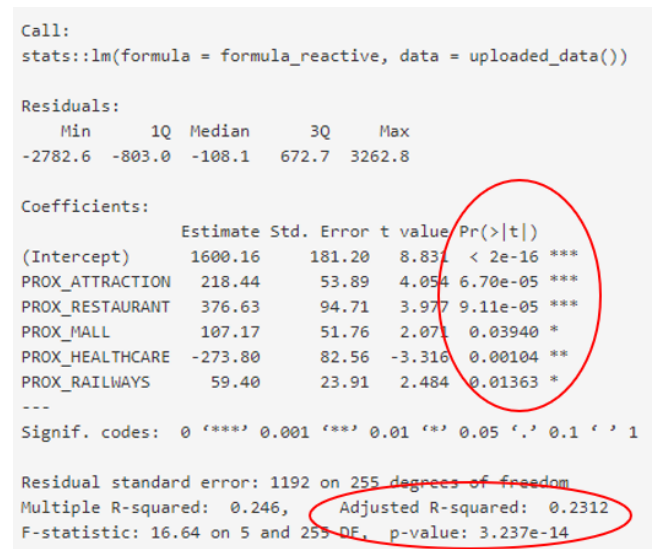 Call:
stats::lm(formula = formula_reactive, data = uploaded_data())
Residuals:
Min 1Q Median 3Q Max
-2782.6 -803.0 -108.1 672.7 3262.8
Coefficients:
Estimate Std. Error t value Pr(>|t|)
(Intercept) 1600.16 181.20 8.831 < 2e-16 ***
PROX_ATTRACTION 218.44 53.89 4.054 6.70e-05 ***
PROX_RESTAURANT 376.63 94.71 3.977 9.11e-05 ***
PROX_MALL 107.17 51.76 2.071 0.03940 *
PROX_HEALTHCARE -273.80 82.56 -3.316 0.00104 **
PROX_RAILWAYS 59.40 23.91 2.484 0.01363 *
---
Signif. codes: 0 ‘***’ 0.001 ‘**’ 0.01 ‘*’ 0.05 ‘.’ 0.1 ‘ ’ 1
Residual standard error: 1192 on 255 degrees of freedom
Multiple R-squared: 0.246, Adjusted R-squared: 0.2312
F-statistic: 16.64 on 5 and 255 DF, p-value: 3.237e-14